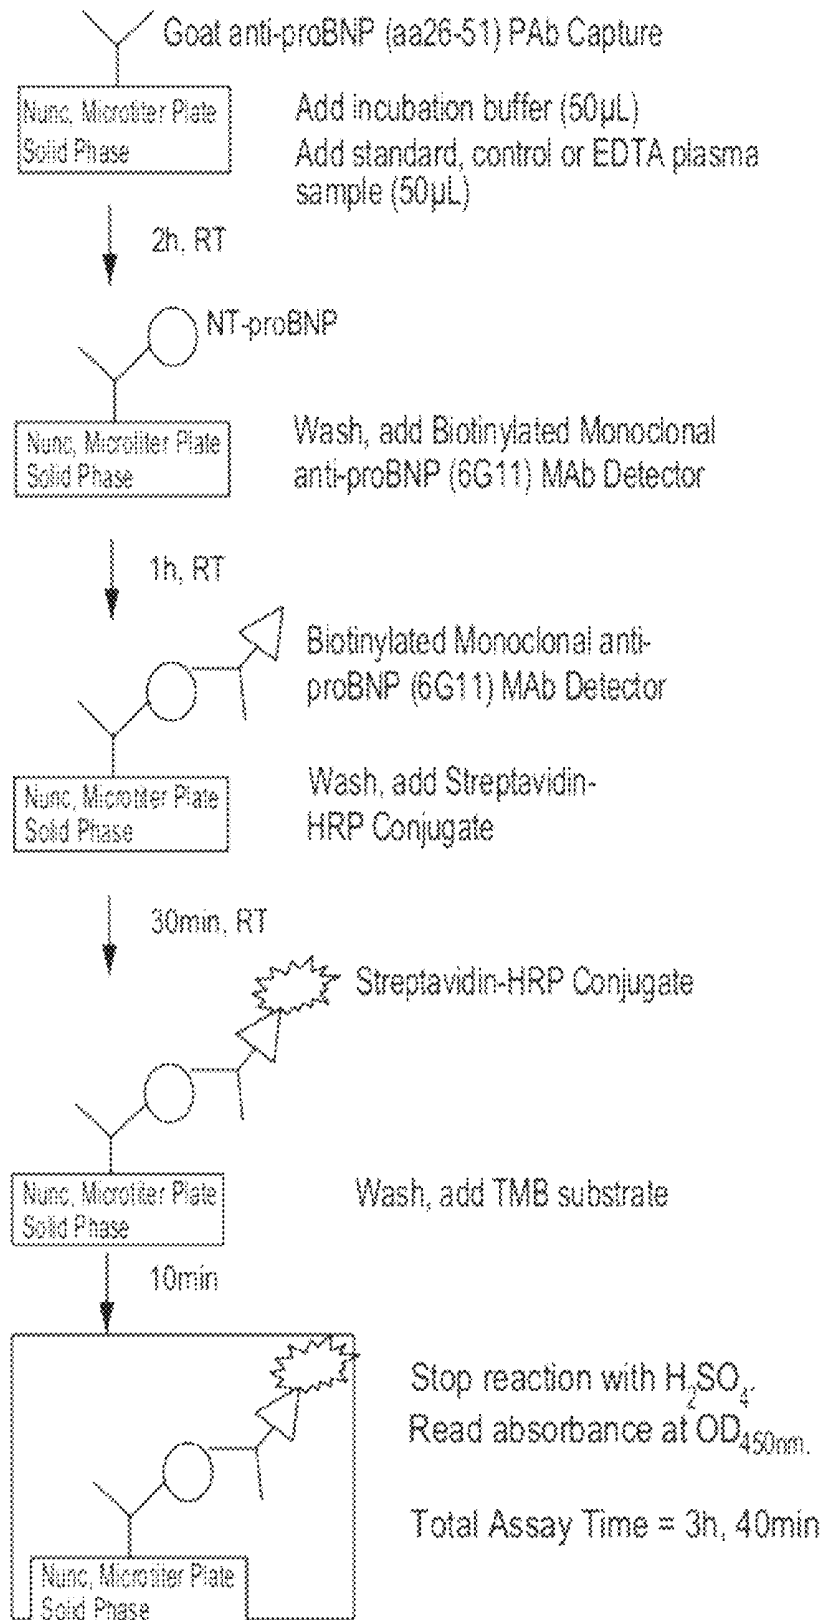 Goat anti-proBNP (aa26-51) PAb Capture
Nunc, Microtiter Plate
Solid Phase
Add incubation buffer (50µL)
Add standard, control or EDTA plasma
sample (50µL)
2h, RT
NT-proBNP
Nunc, Microtiter Plate
Solid Phase
Wash, add Biotinylated Monoclonal
anti-proBNP (6G11) MAb Detector
1h, RT
Biotinylated Monoclonal anti-
proBNP (6G11) MAb Detector
Nunc, Microtiter Plate
Solid Phase
Wash, add Streptavidin-
HRP Conjugate
30min, RT
Streptavidin-HRP Conjugate
Nunc, Microtiter Plate
Solid Phase
Wash, add TMB substrate
10min
Stop reaction with H₂SO₄.
Read absorbance at OD₄₅₀nm.
Total Assay Time = 3h, 40min
Nunc, Microtiter Plate
Solid Phase